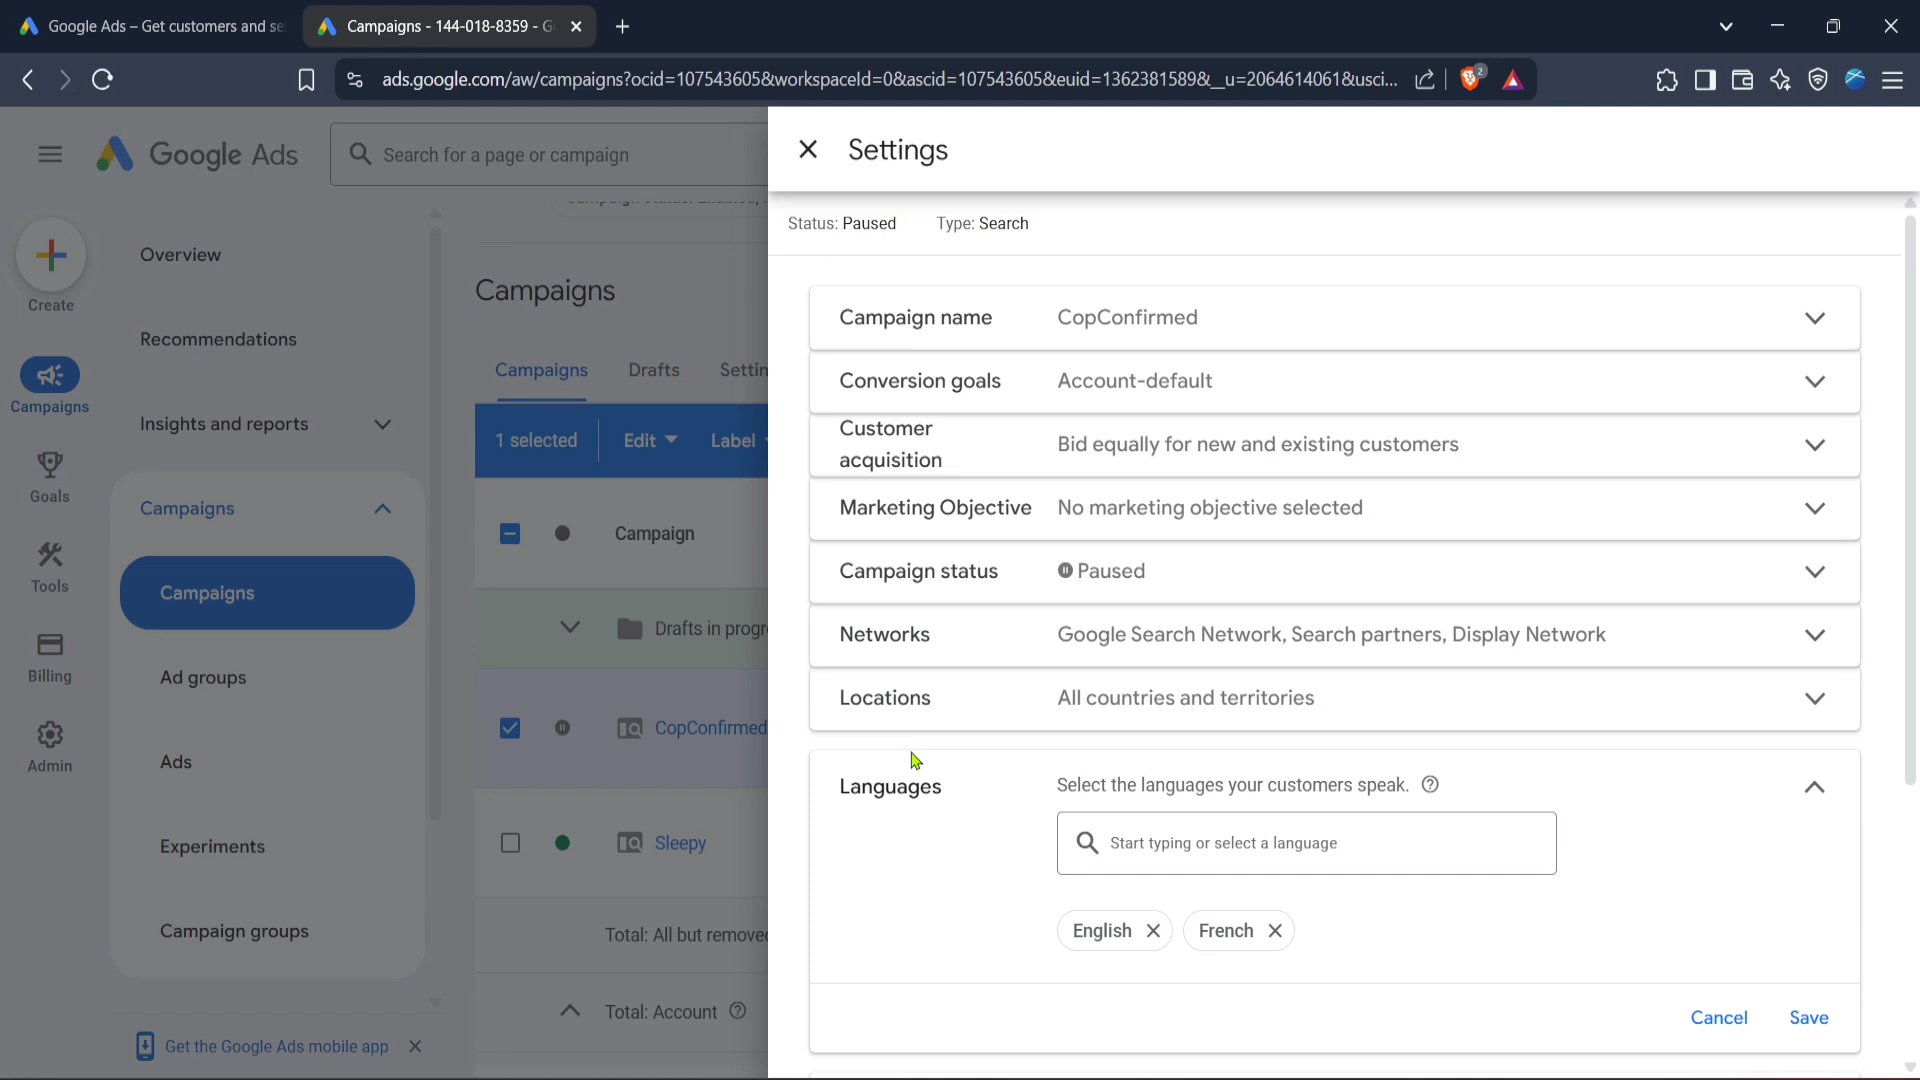 Google Ads – Get customers and se
Campaigns - 144-018-8359 - G
ads.google.com/aw/campaigns?ocid=107543605&workspaceId=0&ascid=107543605&euid=1362381589&__u=2064614061&usci...
2
Google Ads
Search for a page or campaign
Settings
Status: Paused
Type: Search
Create
Campaigns
Goals
Tools
Billing
Admin
Overview
Recommendations
Insights and reports
Campaigns
Campaigns
Ad groups
Ads
Experiments
Campaign groups
Get the Google Ads mobile app
Campaigns
Campaigns
Drafts
Settin
1 selected
Edit
Label
Campaign
Drafts in progr
CopConfirmed
Sleepy
Total: All but remove
Total: Account
Campaign name
CopConfirmed
Conversion goals
Account-default
Customer
acquisition
Bid equally for new and existing customers
Marketing Objective
No marketing objective selected
Campaign status
Paused
Networks
Google Search Network, Search partners, Display Network
Locations
All countries and territories
Languages
Select the languages your customers speak.
Start typing or select a language
English
French
Cancel
Save